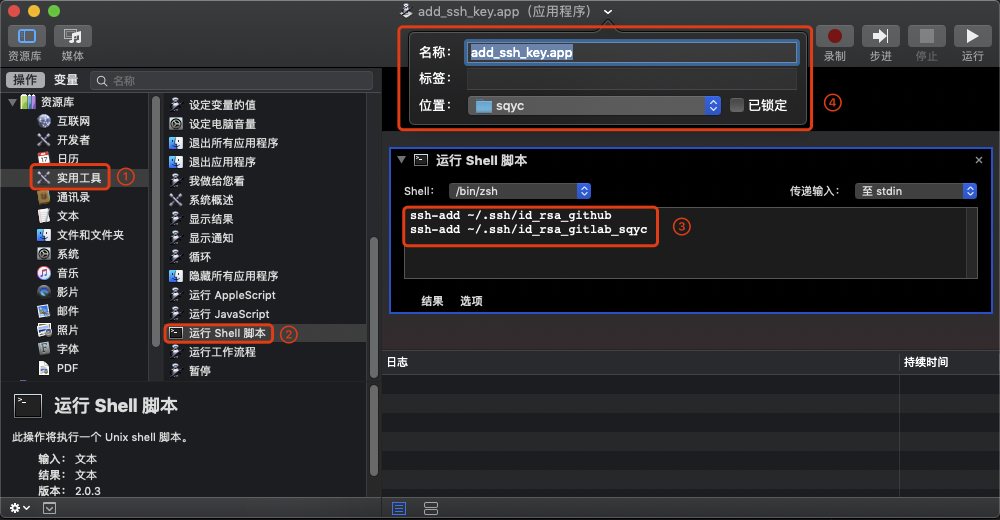 add_ssh_key.app（应用程序）
资源库
媒体
录制
步进
停止
运行
名称：
add_ssh_key.app
标签：
位置：
sqyc
已锁定
④
操作
变量
名称
资源库
互联网
开发者
日历
实用工具
①
通讯录
文本
文件和文件夹
系统
音乐
影片
邮件
照片
字体
PDF
设定变量的值
设定电脑音量
退出所有应用程序
退出应用程序
我做给您看
系统概述
显示结果
显示通知
循环
隐藏所有应用程序
运行 AppleScript
运行 JavaScript
运行 Shell 脚本
②
运行工作流程
暂停
运行 Shell 脚本
Shell：
/bin/zsh
传递输入：
至 stdin
ssh-add ~/.ssh/id_rsa_github
ssh-add ~/.ssh/id_rsa_gitlab_sqyc
③
结果
选项
日志
持续时间
运行 Shell 脚本
此操作将执行一个 Unix shell 脚本。
输入： 文本
结果： 文本
版本： 2.0.3